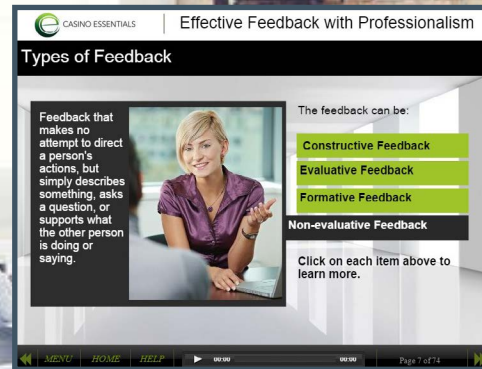 CASINO ESSENTIALS
Effective Feedback with Professionalism
Types of Feedback
Feedback that
makes no
attempt to direct
a person's
actions, but
simply describes
something, asks
a question, or
supports what
the other person
is doing or
saying.
The feedback can be:
Constructive Feedback
Evaluative Feedback
Formative Feedback
Non-evaluative Feedback
Click on each item above to
learn more.
MENU HOME HELP 00:00 00:00 Page 7 of 74